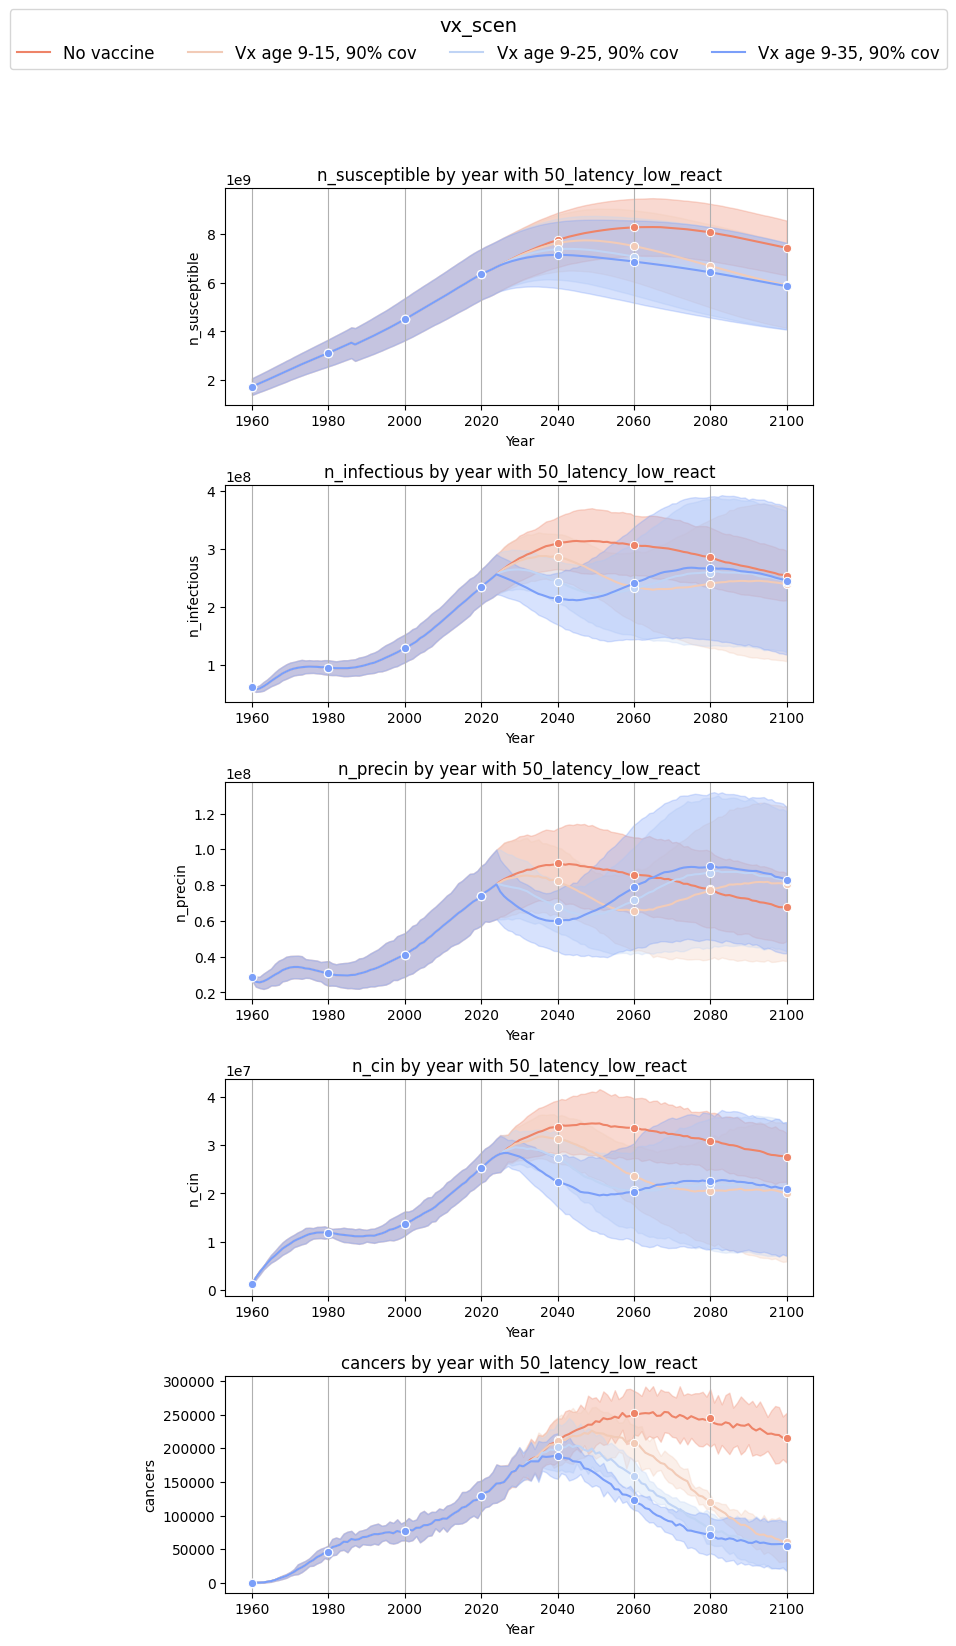 vx_scen
No vaccine Vx age 9-15, 90% cov Vx age 9-25, 90% cov Vx age 9-35, 90% cov
n_susceptible by year with 50_latency_low_react
1e9
8
6
4
2
n_susceptible
1960 1980 2000 2020 2040 2060 2080 2100
Year
n_infectious by year with 50_latency_low_react
1e8
4
3
2
1
n_infectious
1960 1980 2000 2020 2040 2060 2080 2100
Year
n_precin by year with 50_latency_low_react
1e8
1.2
1.0
0.8
0.6
0.4
0.2
n_precin
1960 1980 2000 2020 2040 2060 2080 2100
Year
n_cin by year with 50_latency_low_react
1e7
4
3
2
1
0
n_cin
1960 1980 2000 2020 2040 2060 2080 2100
Year
cancers by year with 50_latency_low_react
300000
250000
200000
150000
100000
50000
0
cancers
1960 1980 2000 2020 2040 2060 2080 2100
Year